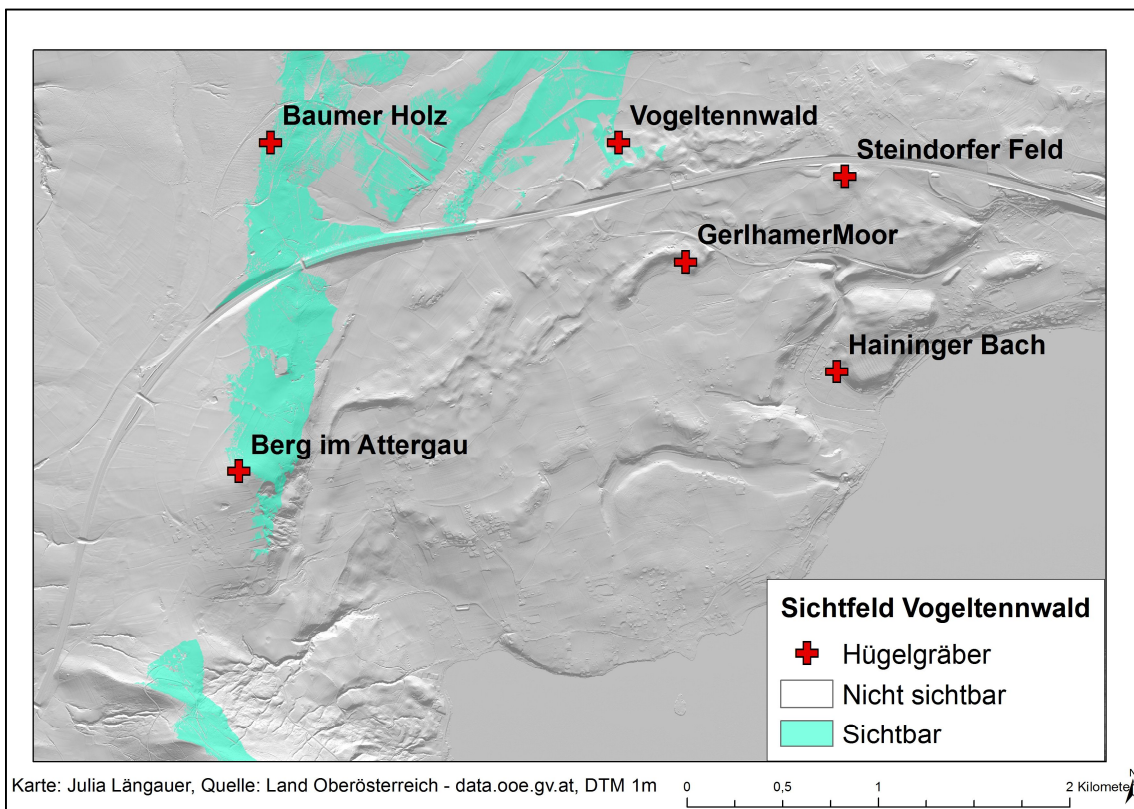 Baumer Holz
Vogeltennwald
Steindorfer Feld
GerlhamerMoor
Haininger Bach
Berg im Attergau
Sichtfeld Vogeltennwald
Hügelgräber
Nicht sichtbar
Sichtbar
Karte: Julia Längauer, Quelle: Land Oberösterreich - data.ooe.gv.at, DTM 1m
0 0,5 1 2 Kilometer
N